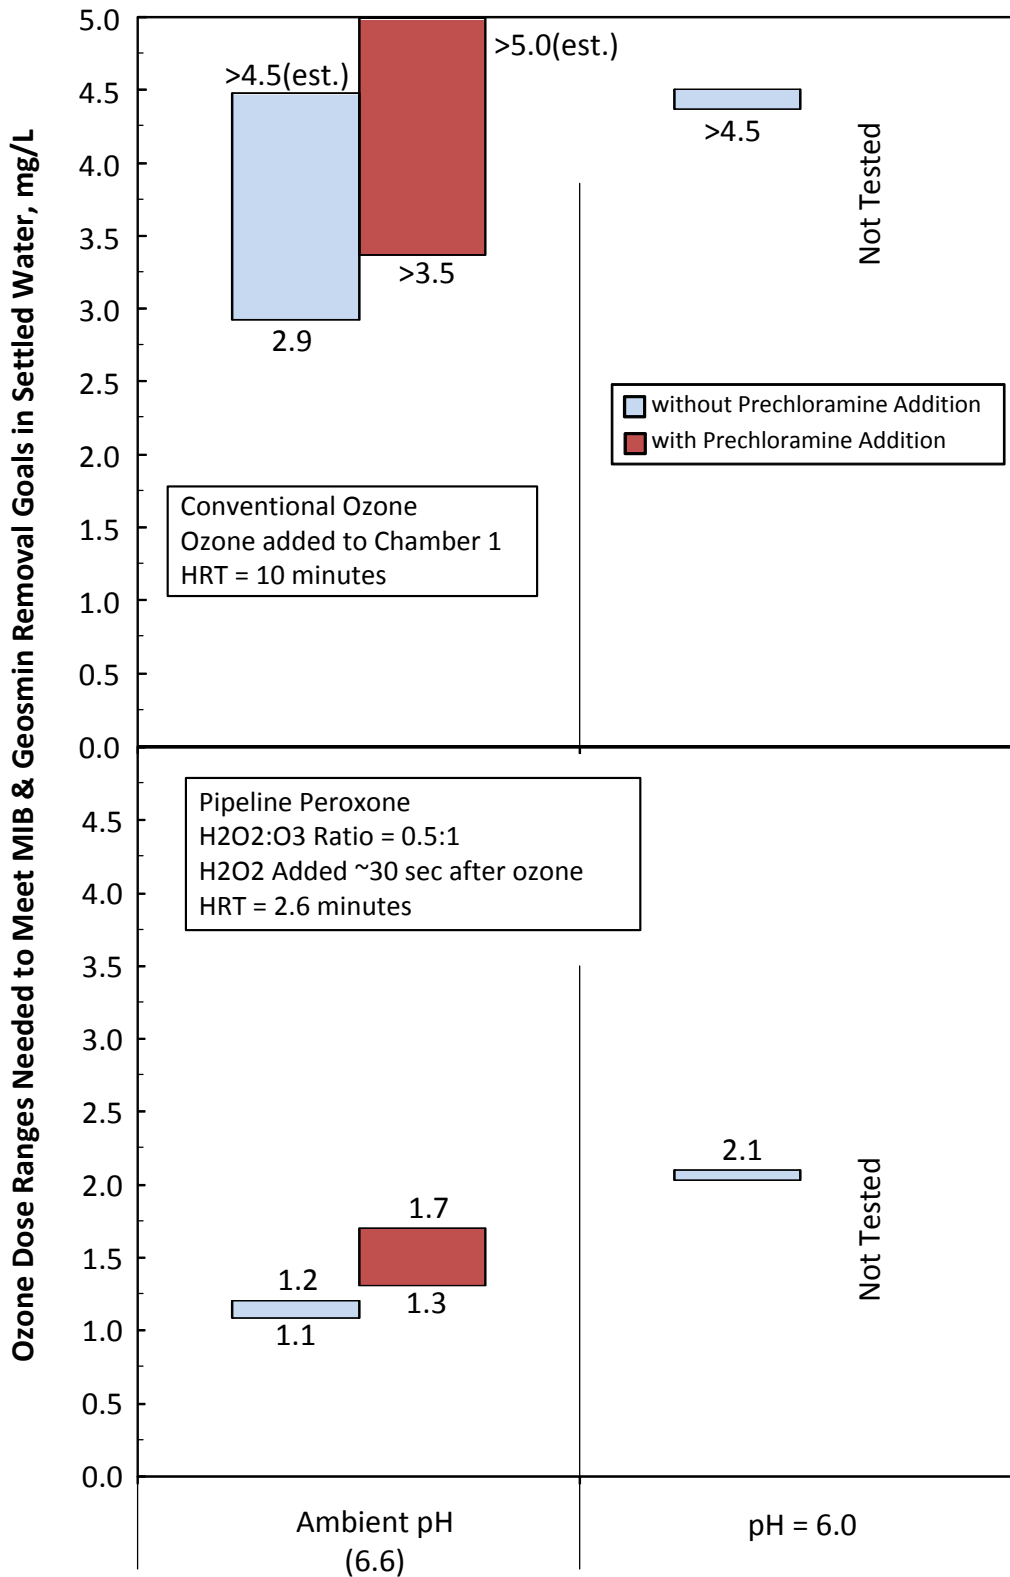 Ozone Dose Ranges Needed to Meet MIB & Geosmin Removal Goals in Settled Water, mg/L
5.0
4.5
4.0
3.5
3.0
2.5
2.0
1.5
1.0
0.5
0.0
>4.5(est.)
>5.0(est.)
2.9
>3.5
>4.5
Not Tested
without Prechloramine Addition
with Prechloramine Addition
Conventional Ozone
Ozone added to Chamber 1
HRT = 10 minutes
4.5
4.0
3.5
3.0
2.5
2.0
1.5
1.0
0.5
0.0
Pipeline Peroxone
H2O2:O3 Ratio = 0.5:1
H2O2 Added ~30 sec after ozone
HRT = 2.6 minutes
1.2
1.1
1.7
1.3
2.1
Not Tested
Ambient pH
(6.6)
pH = 6.0